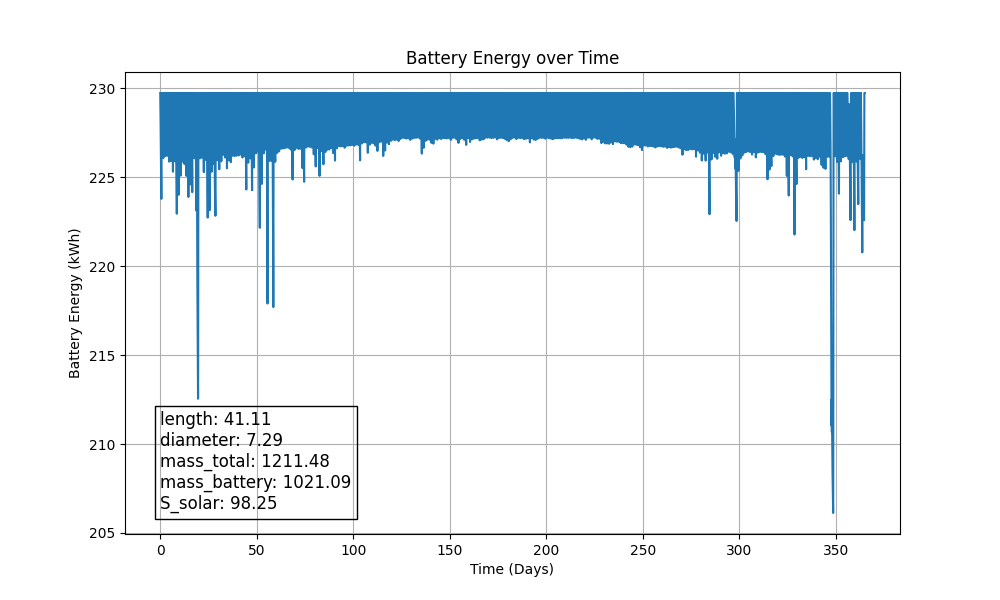 Battery Energy over Time
230
225
220
215
210
205
Battery Energy (kWh)
length: 41.11
diameter: 7.29
mass_total: 1211.48
mass_battery: 1021.09
S_solar: 98.25
0 50 100 150 200 250 300 350
Time (Days)